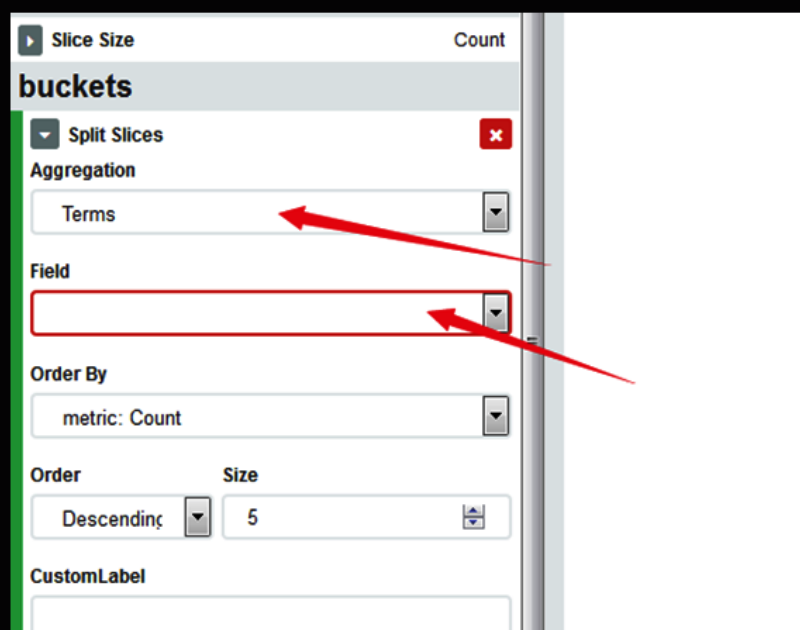 Slice Size Count
buckets
Split Slices
Aggregation
Terms
Field
Order By
metric: Count
Order Size
Descending 5
CustomLabel